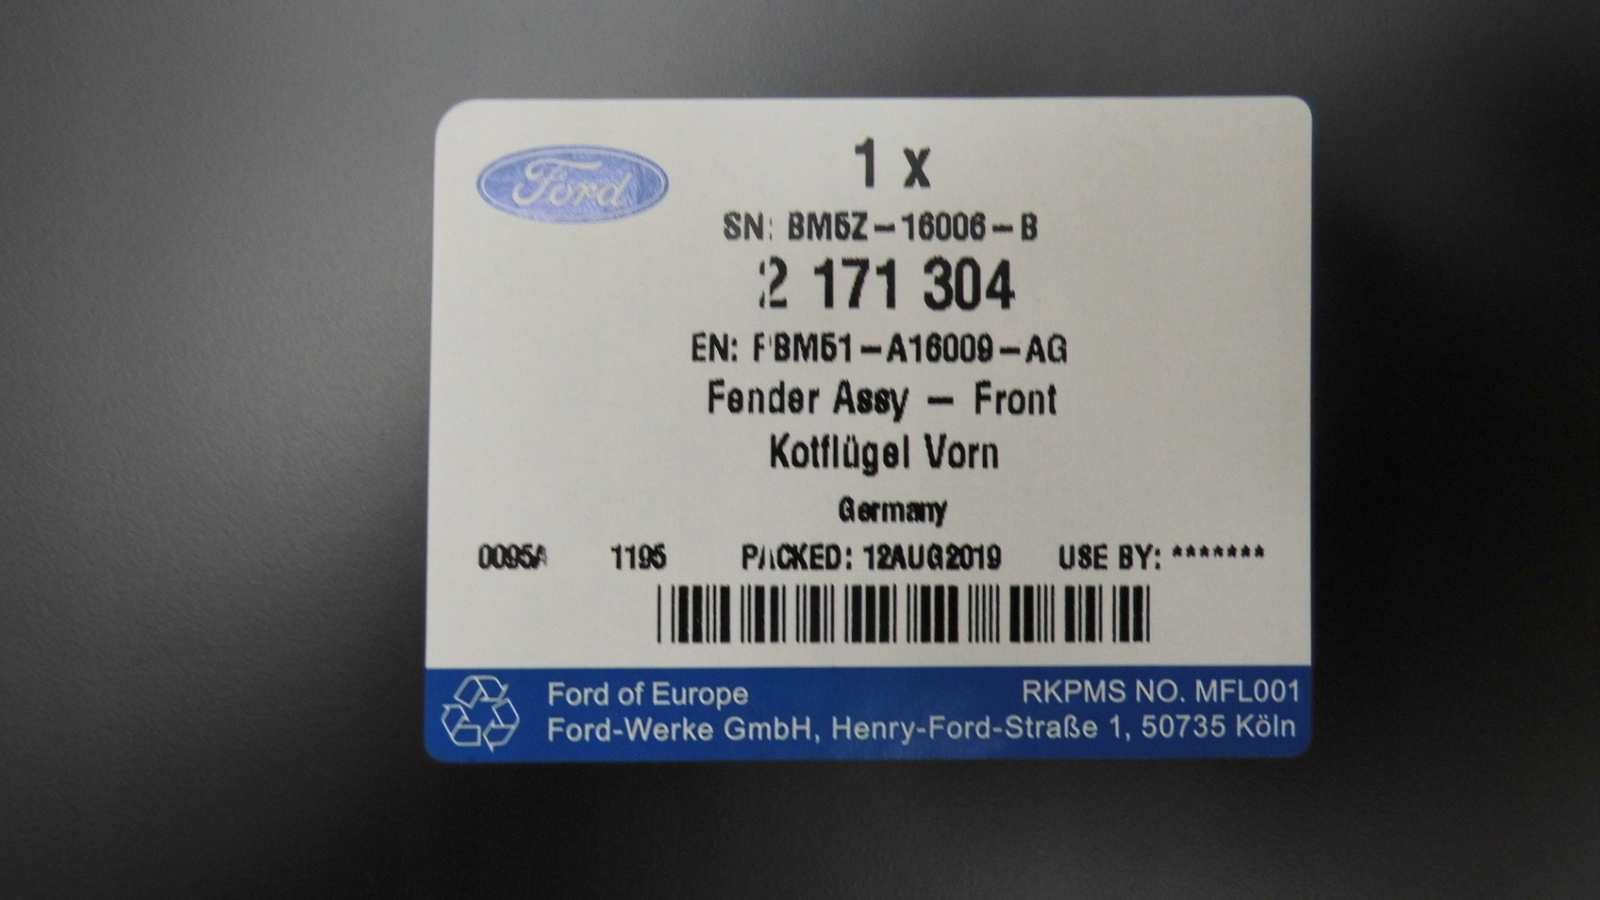 Ford
1 x
SN: BM5Z-16006-B
2 171 304
EN: PBM51-A16009-AG
Fender Assy - Front
Kotflügel Vorn
Germany
0095A 1195 PACKED: 12AUG2019 USE BY: *******
Ford of Europe RKPMS NO. MFL001
Ford-Werke GmbH, Henry-Ford-Straße 1, 50735 Köln